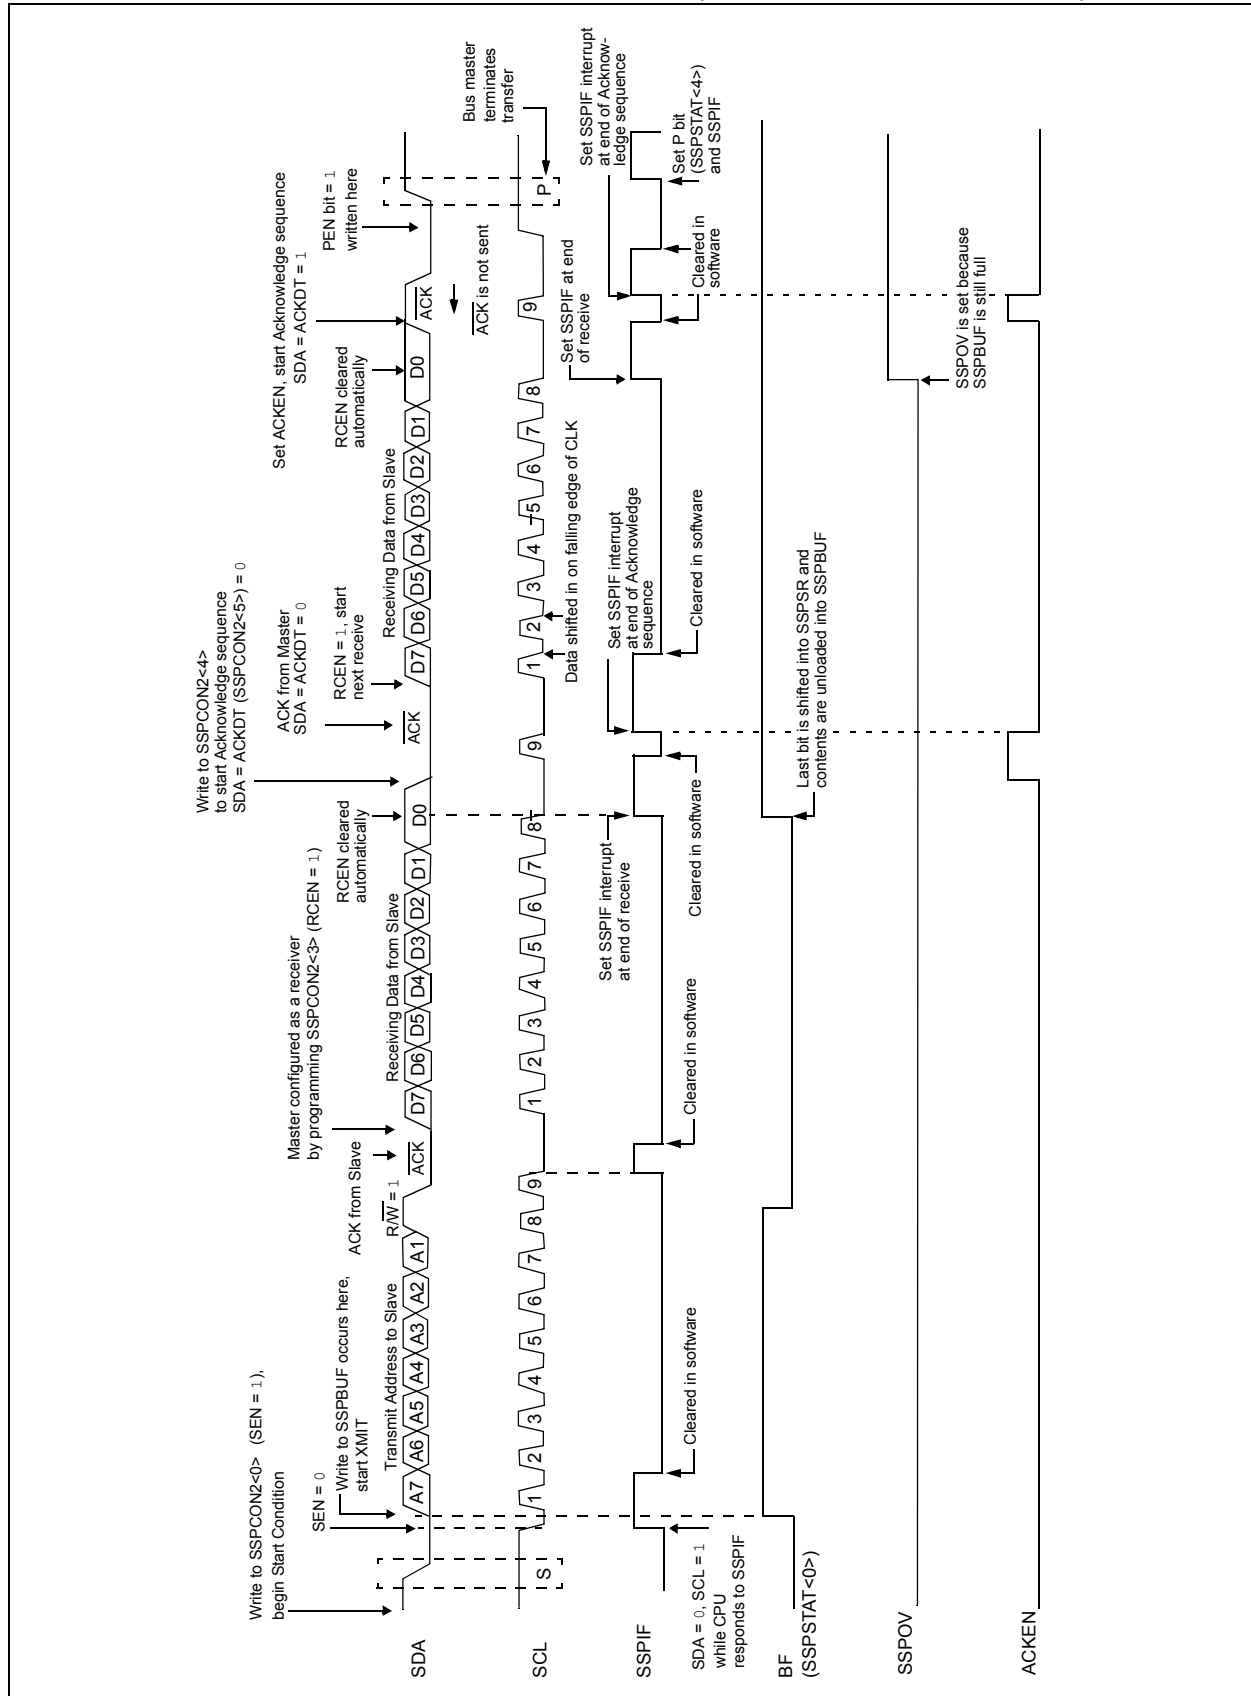 Write to SSPCON2<0> (SEN = 1),
begin Start Condition
SEN = 0
Write to SSPBUF occurs here,
start XMIT
Transmit Address to Slave
ACK from Slave
R/W = 1
Master configured as a receiver
by programming SSPCON2<3> (RCEN = 1)
Receiving Data from Slave
RCEN cleared
automatically
Write to SSPCON2<4>
to start Acknowledge sequence
SDA = ACKDT (SSPCON2<5>) = 0
ACK from Master
SDA = ACKDT = 0
RCEN = 1, start
next receive
Receiving Data from Slave
RCEN cleared
automatically
Set ACKEN, start Acknowledge sequence
SDA = ACKDT = 1
PEN bit = 1
written here
SDA
A7 A6 A5 A4 A3 A2 A1 ACK D7 D6 D5 D4 D3 D2 D1 D0 ACK D7 D6 D5 D4 D3 D2 D1 D0 ACK
ACK is not sent
Bus master
terminates
transfer
SCL
S 1 2 3 4 5 6 7 8 9 1 2 3 4 5 6 7 8 9 1 2 3 4 5 6 7 8 9 P
Data shifted in on falling edge of CLK
Set SSPIF interrupt
at end of receive
Set SSPIF interrupt
at end of Acknowledge
sequence
Set SSPIF at end
of receive
Set SSPIF interrupt
at end of Acknow-
ledge sequence
SSPIF
SDA = 0, SCL = 1
while CPU
responds to SSPIF
Cleared in software
Cleared in software
Cleared in software
Cleared in software
Cleared in
software
Set P bit
(SSPSTAT<4>)
and SSPIF
BF
(SSPSTAT<0>)
Last bit is shifted into SSPSR and
contents are unloaded into SSPBUF
SSPOV
SSPOV is set because
SSPBUF is still full
ACKEN